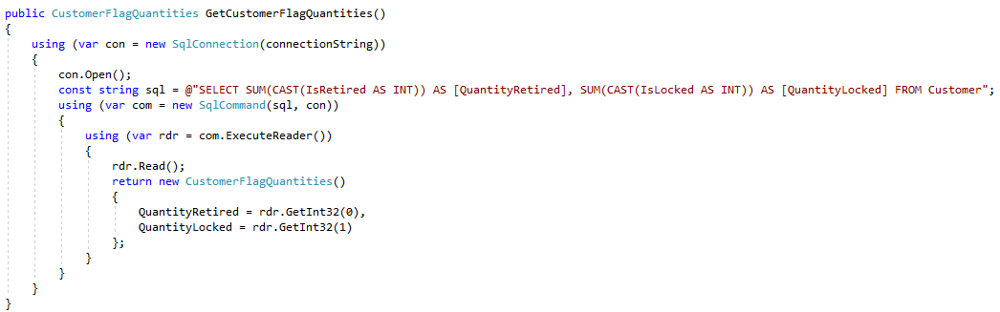 public CustomerFlagQuantities GetCustomerFlagQuantities()
{
    using (var con = new SqlConnection(connectionString))
    {
        con.Open();
        const string sql = @"SELECT SUM(CAST(IsRetired AS INT)) AS [QuantityRetired], SUM(CAST(IsLocked AS INT)) AS [QuantityLocked] FROM Customer";
        using (var com = new SqlCommand(sql, con))
        {
            using (var rdr = com.ExecuteReader())
            {
                rdr.Read();
                return new CustomerFlagQuantities()
                {
                    QuantityRetired = rdr.GetInt32(0),
                    QuantityLocked = rdr.GetInt32(1)
                };
            }
        }
    }
}